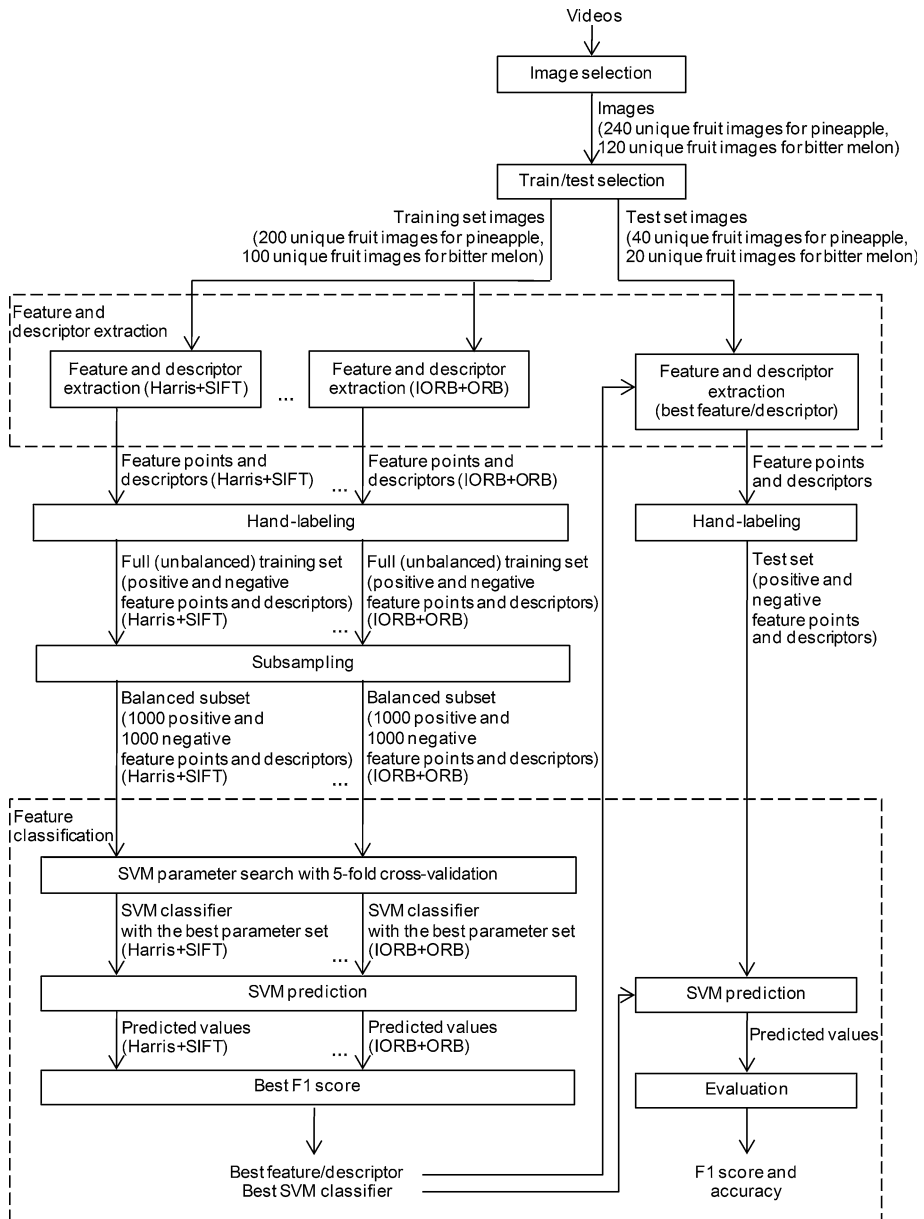 Videos
Image selection
Images
(240 unique fruit images for pineapple,
120 unique fruit images for bitter melon)
Train/test selection
Training set images
(200 unique fruit images for pineapple,
100 unique fruit images for bitter melon)
Test set images
(40 unique fruit images for pineapple,
20 unique fruit images for bitter melon)
Feature and
descriptor extraction
Feature and descriptor
extraction (Harris+SIFT)
...
Feature and descriptor
extraction (IORB+ORB)
Feature and descriptor
extraction
(best feature/descriptor)
Feature points and
descriptors (Harris+SIFT)
...
Feature points and
descriptors (IORB+ORB)
Feature points
and descriptors
Hand-labeling
Hand-labeling
Full (unbalanced) training set
(positive and negative
feature points and descriptors)
(Harris+SIFT)
...
Full (unbalanced) training set
(positive and negative
feature points and descriptors)
(IORB+ORB)
Test set
(positive and
negative
feature points
and descriptors)
Subsampling
Balanced subset
(1000 positive and
1000 negative
feature points and descriptors)
(Harris+SIFT)
...
Balanced subset
(1000 positive and
1000 negative
feature points and descriptors)
(IORB+ORB)
Feature
classification
SVM parameter search with 5-fold cross-validation
SVM classifier
with the best parameter set
(Harris+SIFT)
...
SVM classifier
with the best parameter set
(IORB+ORB)
SVM prediction
SVM prediction
Predicted values
(Harris+SIFT)
...
Predicted values
(IORB+ORB)
Predicted values
Best F1 score
Evaluation
Best feature/descriptor
Best SVM classifier
F1 score and
accuracy